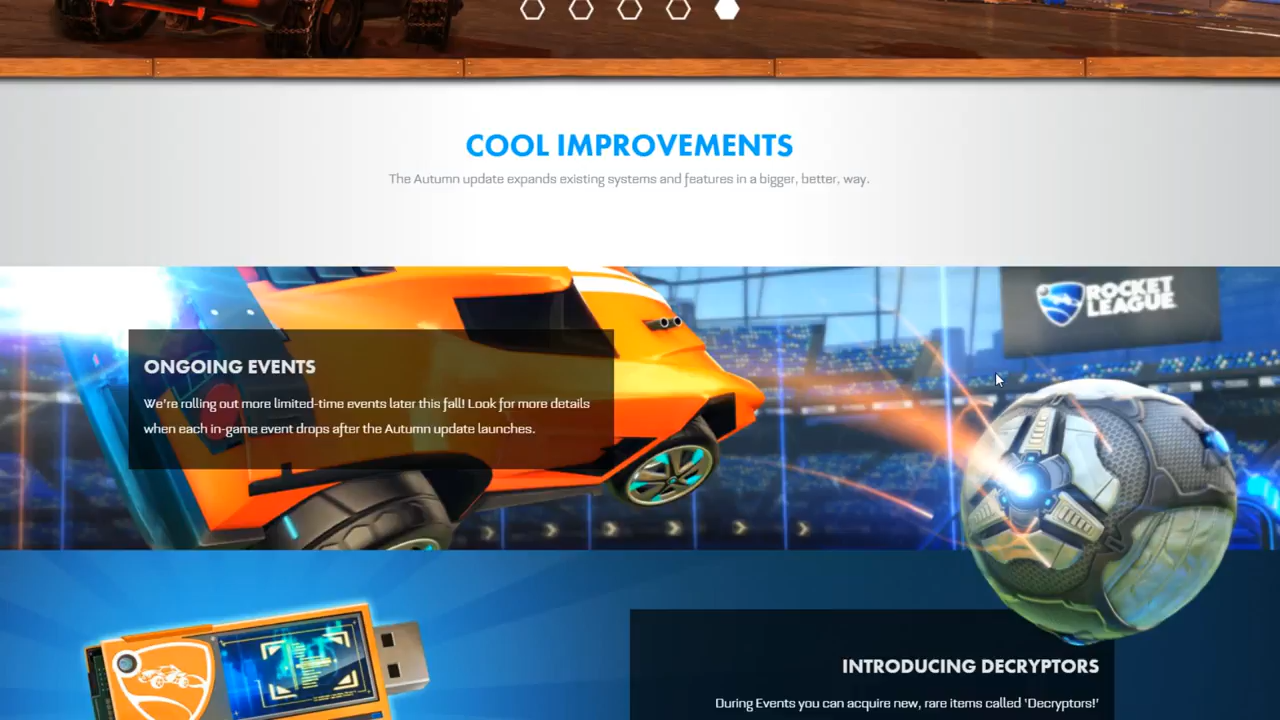 COOL IMPROVEMENTS
The Autumn update expands existing systems and features in a bigger, better, way.
ROCKET
LEAGUE
ONGOING EVENTS
We're rolling out more limited-time events later this fall! Look for more details
when each in-game event drops after the Autumn update launches.
INTRODUCING DECRYPTORS
During Events you can acquire new, rare items called 'Decryptors!'